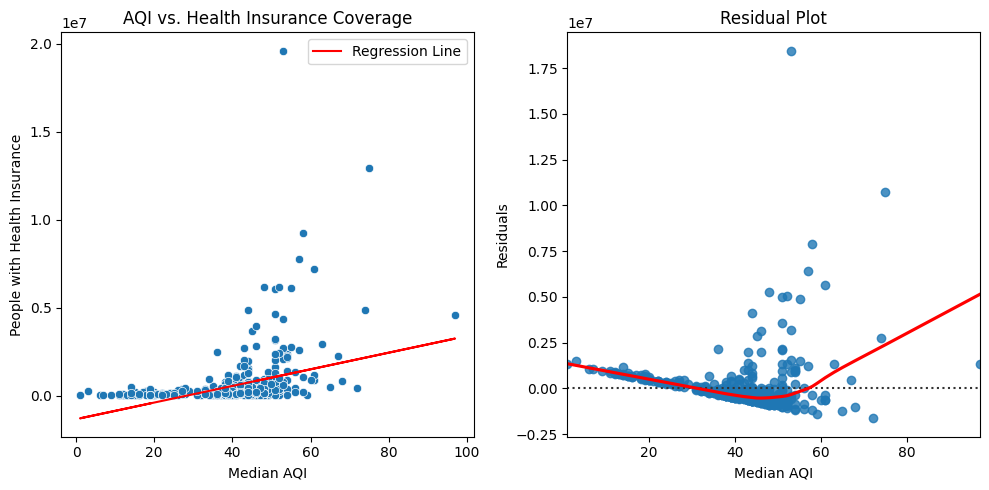 AQI vs. Health Insurance Coverage
1e7
Regression Line
2.0
1.5
1.0
0.5
0.0
People with Health Insurance
0 20 40 60 80 100
Median AQI
Residual Plot
1e7
1.75
1.50
1.25
1.00
0.75
0.50
0.25
0.00
−0.25
Residuals
20 40 60 80
Median AQI